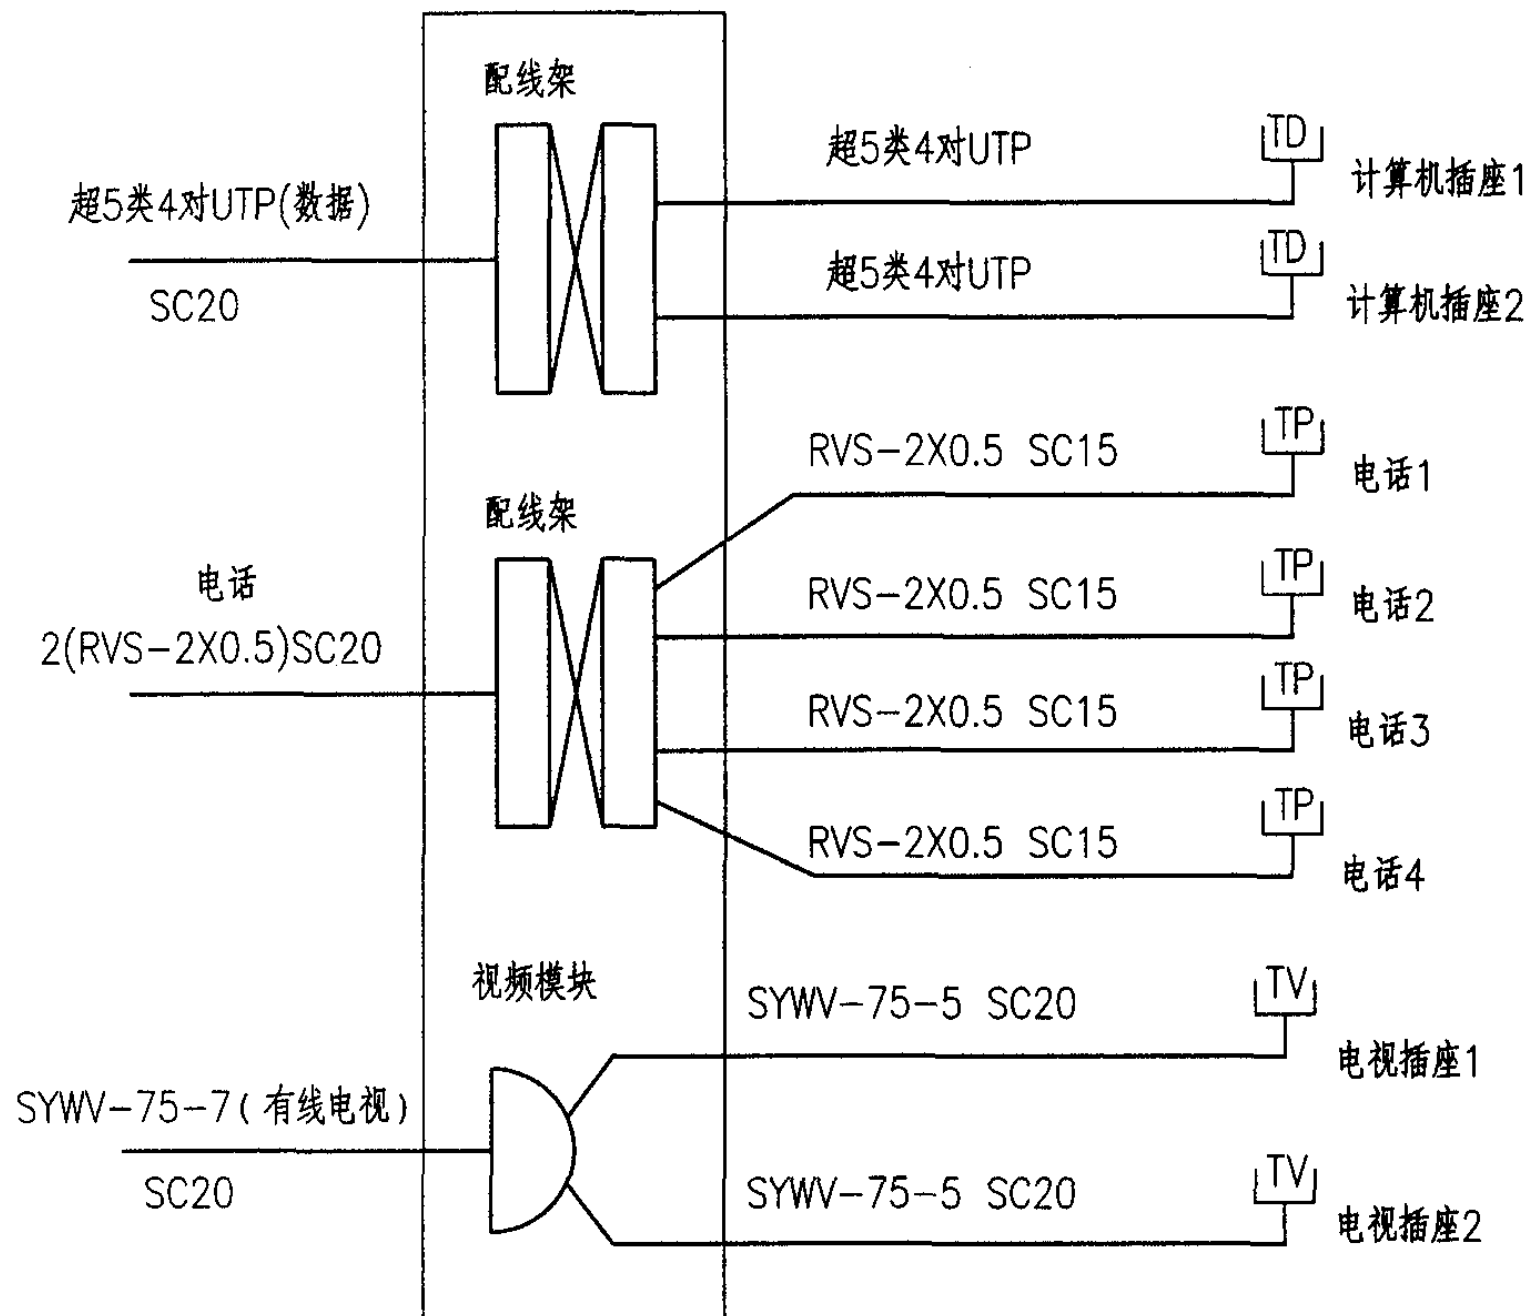 配线架
超5类4对UTP
TD
计算机插座1
超5类4对UTP(数据)
SC20
超5类4对UTP
TD
计算机插座2
RVS-2X0.5 SC15
TP
电话1
配线架
电话
2(RVS-2X0.5)SC20
RVS-2X0.5 SC15
TP
电话2
RVS-2X0.5 SC15
TP
电话3
RVS-2X0.5 SC15
TP
电话4
视频模块
SYWV-75-5 SC20
TV
电视插座1
SYWV-75-7(有线电视)
SC20
SYWV-75-5 SC20
TV
电视插座2